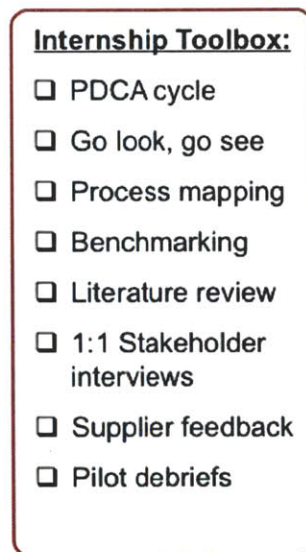 Internship Toolbox:
❑ PDCA cycle
❑ Go look, go see
❑ Process mapping
❑ Benchmarking
❑ Literature review
❑ 1:1 Stakeholder
interviews
❑ Supplier feedback
❑ Pilot debriefs